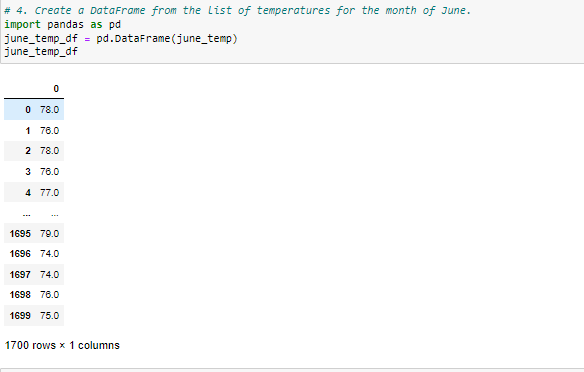 # 4. Create a DataFrame from the list of temperatures for the month of June.
import pandas as pd
june_temp_df = pd.DataFrame(june_temp)
june_temp_df
0
0 78.0
1 76.0
2 78.0
3 76.0
4 77.0
... ...
1695 79.0
1696 74.0
1697 74.0
1698 76.0
1699 75.0
1700 rows × 1 columns